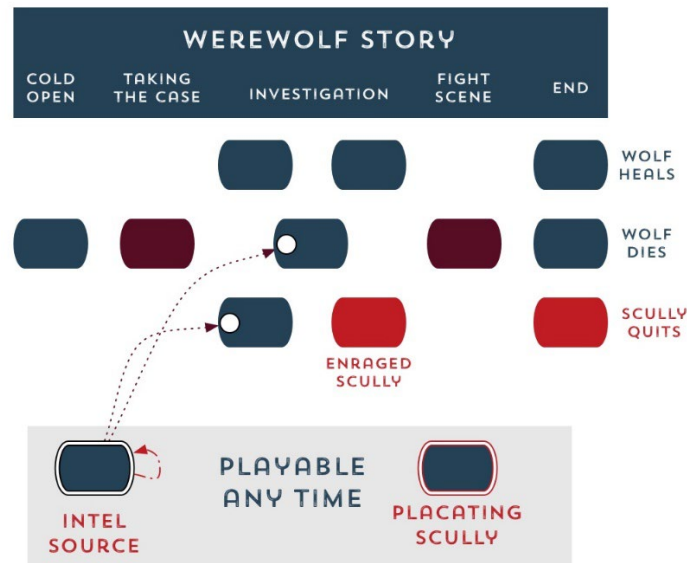 WEREWOLF STORY
COLD
OPEN
TAKING
THE CASE
INVESTIGATION
FIGHT
SCENE
END
WOLF
HEALS
WOLF
DIES
SCULLY
QUITS
ENRAGED
SCULLY
INTEL
SOURCE
PLAYABLE
ANY TIME
PLACATING
SCULLY